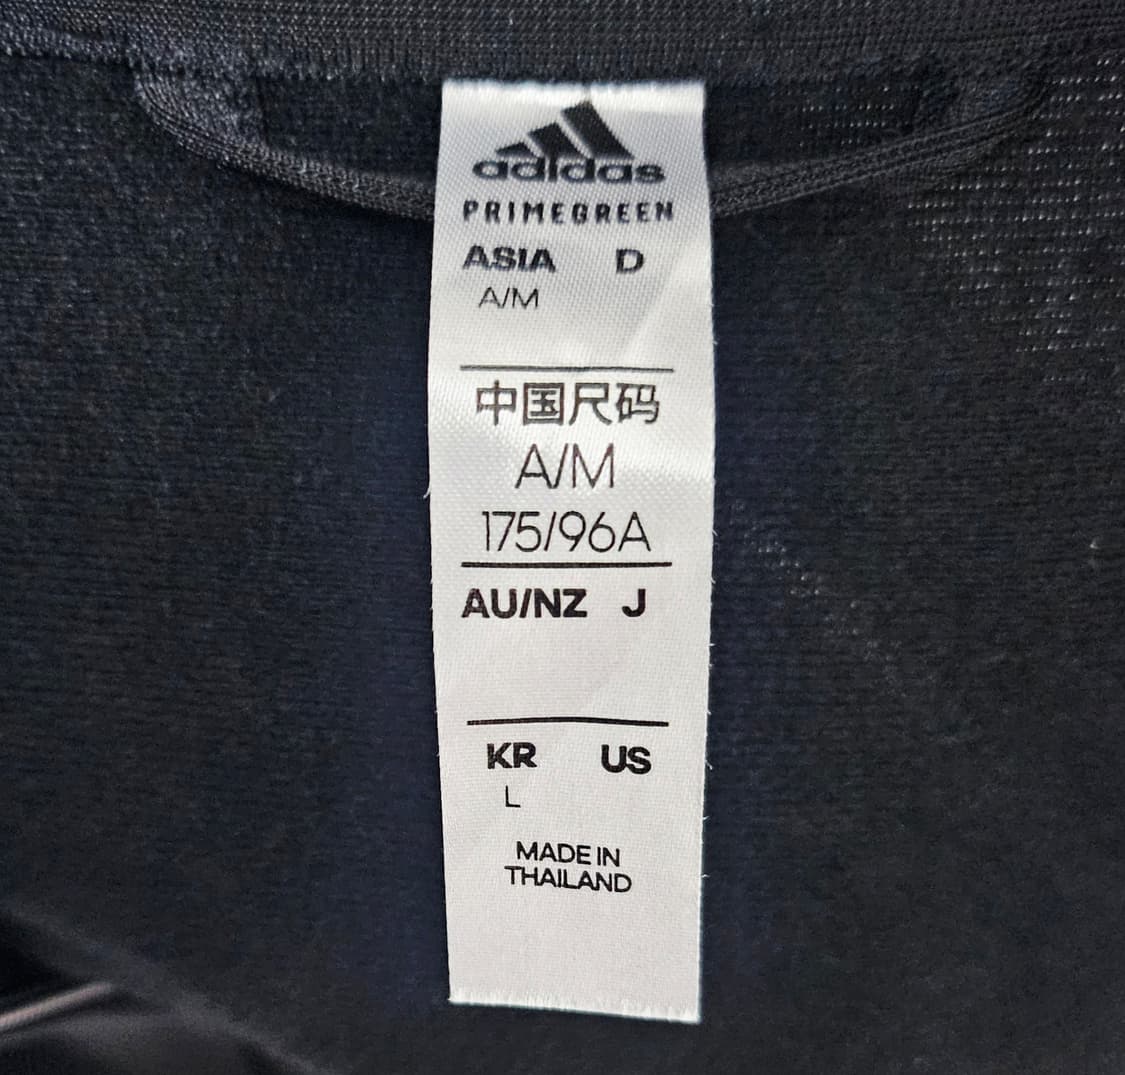 adidas
PRIMEGREEN
ASIA D
A/M
中国尺码
A/M
175/96A
AU/NZ J
KR US
L
MADE IN
THAILAND